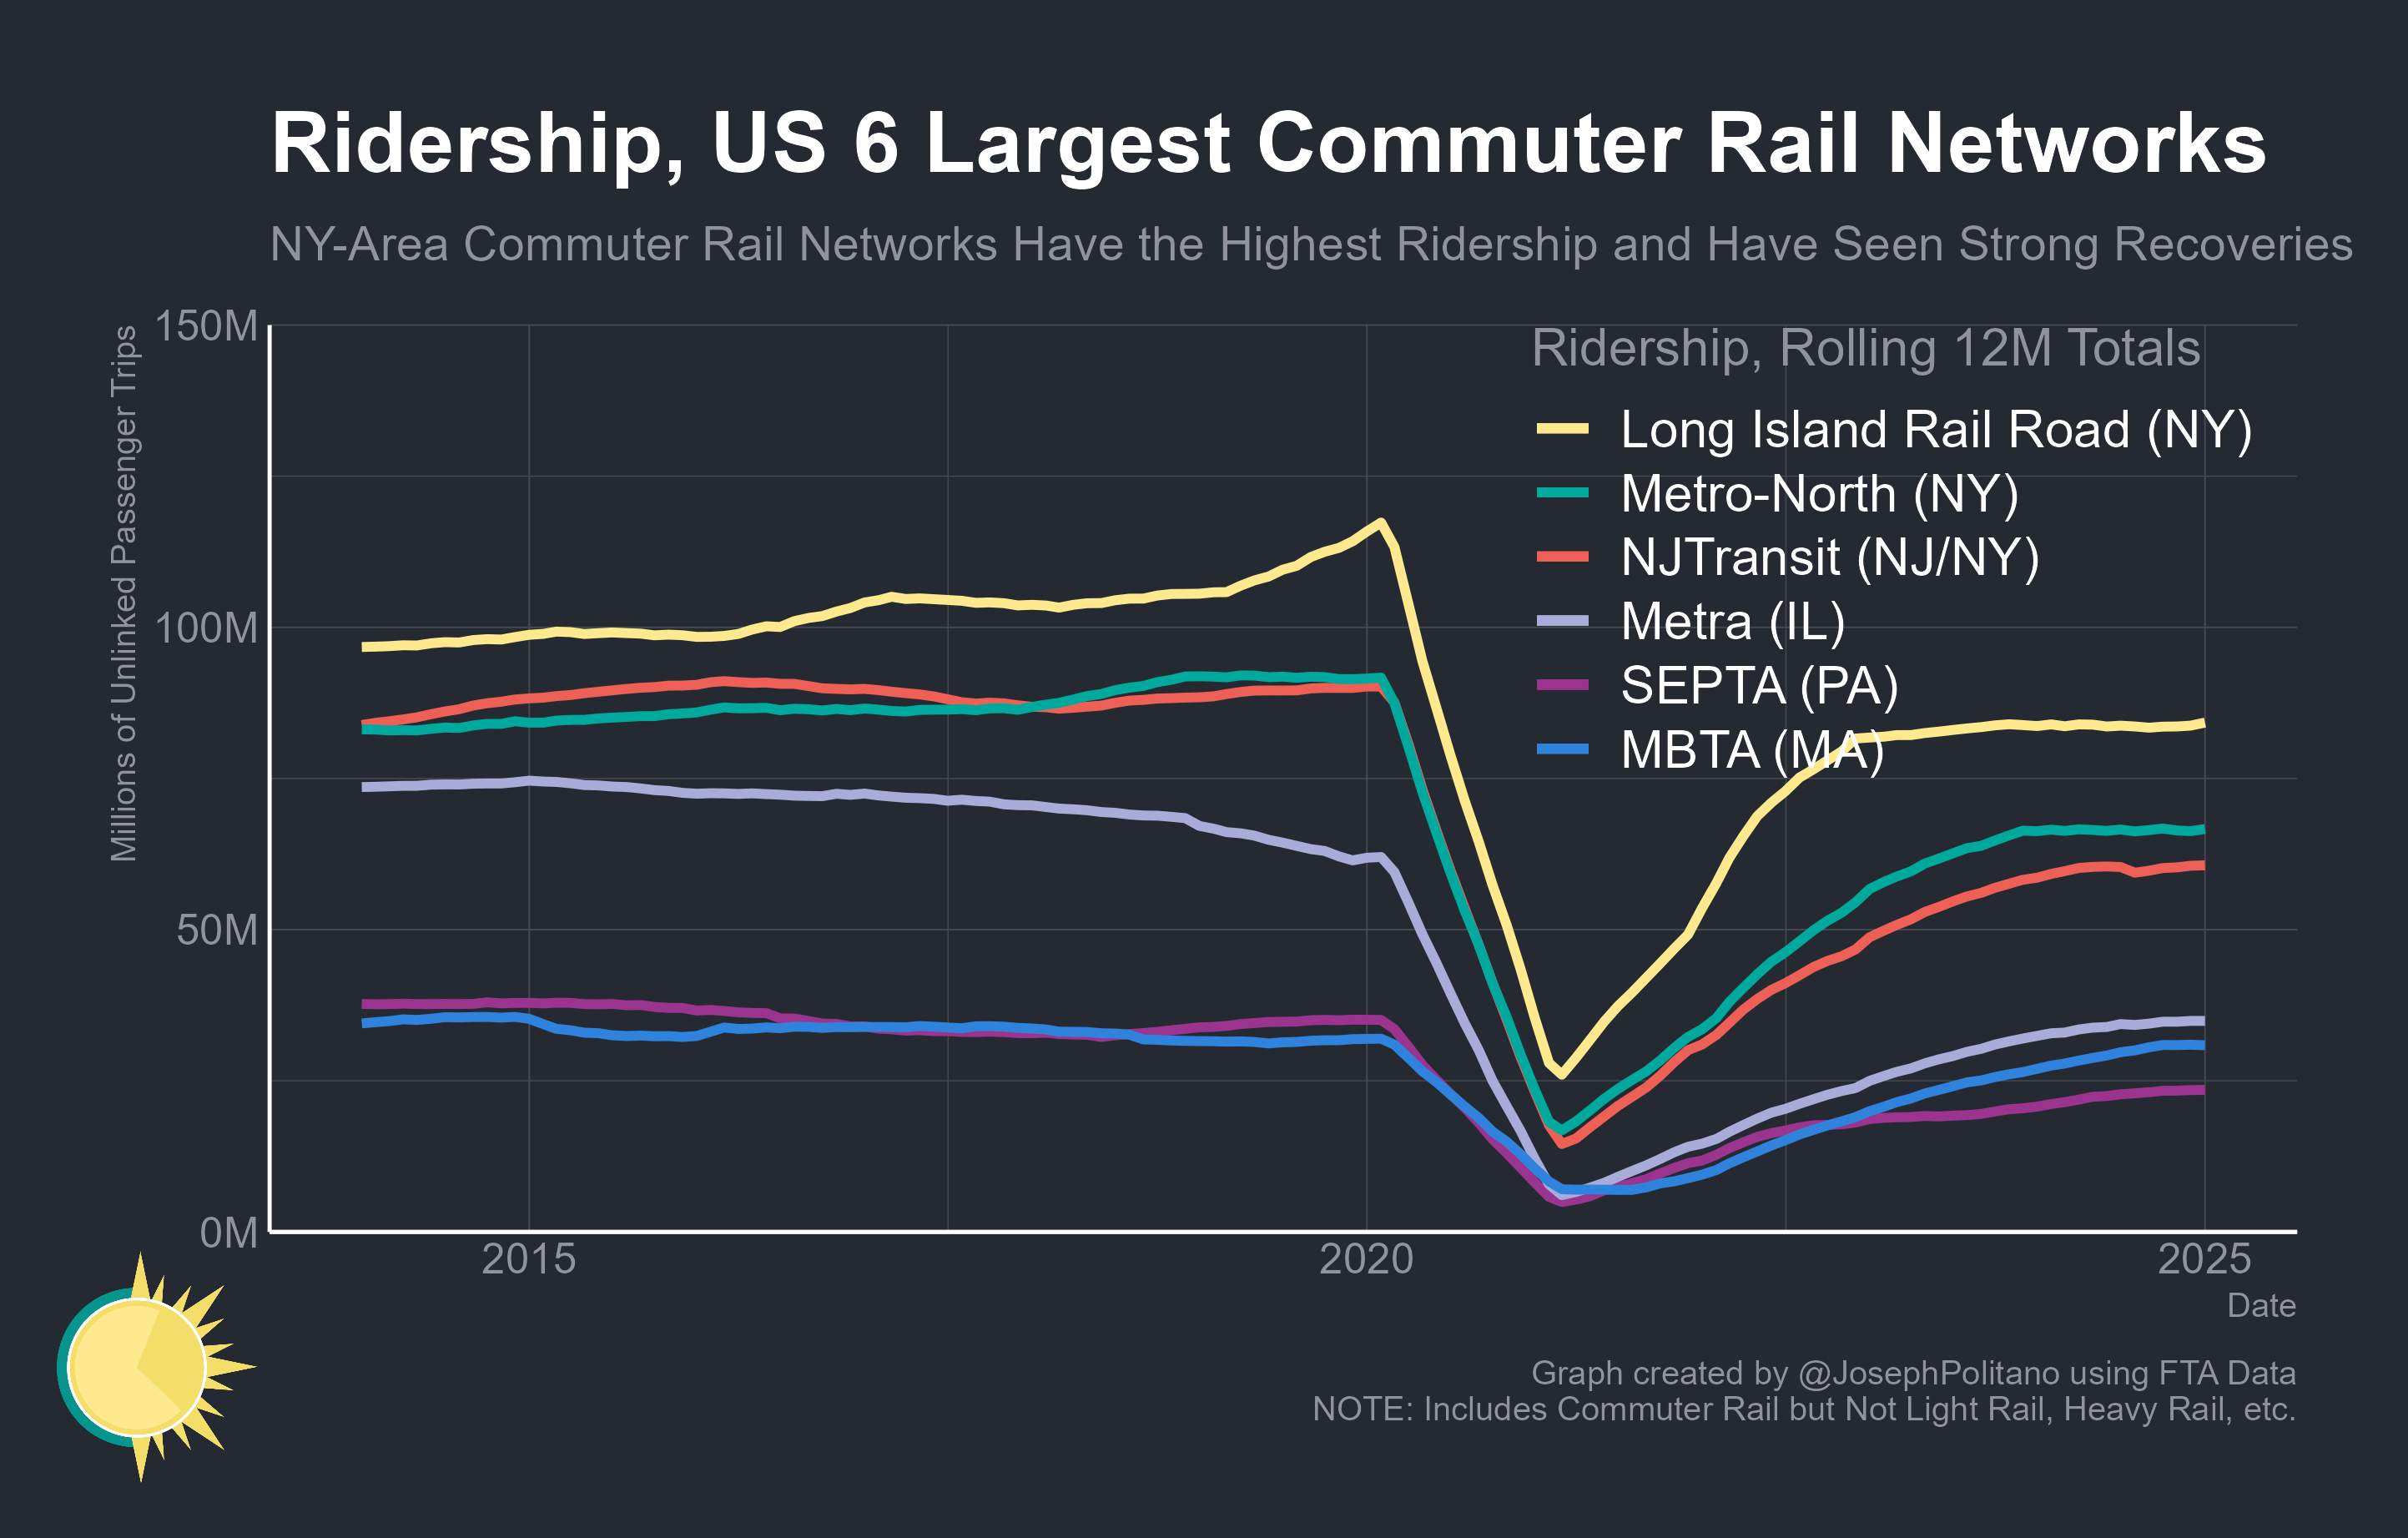 Ridership, US 6 Largest Commuter Rail Networks
NY-Area Commuter Rail Networks Have the Highest Ridership and Have Seen Strong Recoveries
Millions of Unlinked Passenger Trips
150M
100M
50M
0M
Ridership, Rolling 12M Totals
Long Island Rail Road (NY)
Metro-North (NY)
NJTransit (NJ/NY)
Metra (IL)
SEPTA (PA)
MBTA (MA)
2015
2020
2025
Date
Graph created by @JosephPolitano using FTA Data
NOTE: Includes Commuter Rail but Not Light Rail, Heavy Rail, etc.